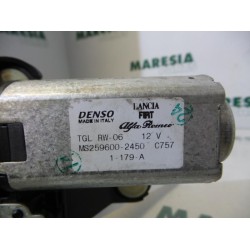 MARESIA
DENSO
MADE IN ITALY
LANCIA
FIAT
Alfa Romeo
TGL RW-06 12 V
MS259600-2450 C757
1-179-A